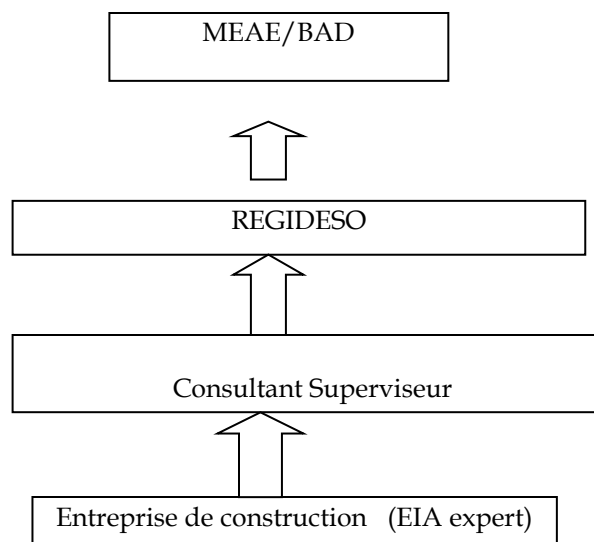 MEAE/BAD
REGIDESO
Consultant Superviseur
Entreprise de construction (EIA expert)